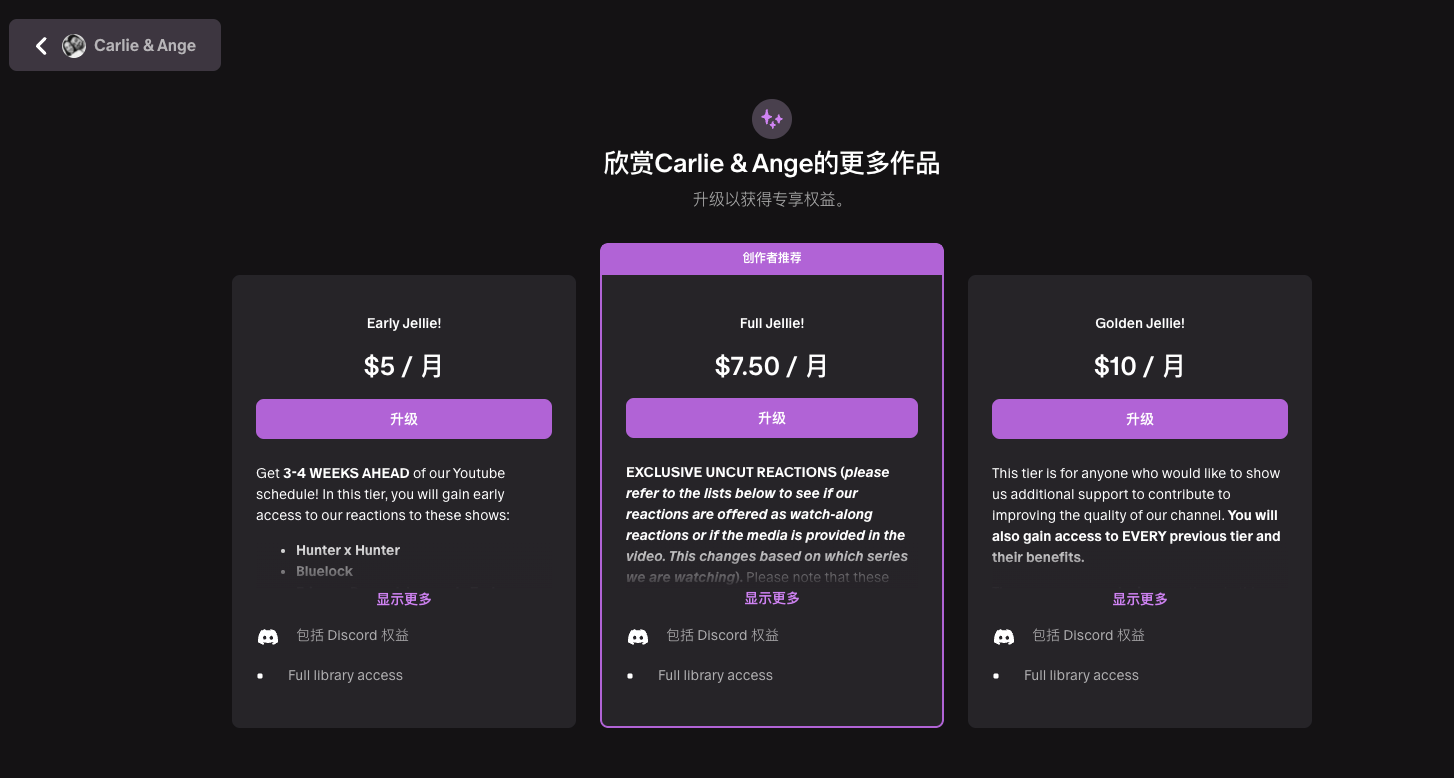 Carlie & Ange
欣赏Carlie & Ange的更多作品
升级以获得专享权益。
Early Jellie!
$5 / 月
升级
Get 3-4 WEEKS AHEAD of our Youtube
schedule! In this tier, you will gain early
access to our reactions to these shows:
• Hunter x Hunter
• Bluelock
显示更多
包括 Discord 权益
• Full library access
创作者推荐
Full Jellie!
$7.50 / 月
升级
EXCLUSIVE UNCUT REACTIONS (please
refer to the lists below to see if our
reactions are offered as watch-along
reactions or if the media is provided in the
video. This changes based on which series
we are watching). Please note that these
显示更多
包括 Discord 权益
• Full library access
Golden Jellie!
$10 / 月
升级
This tier is for anyone who would like to show
us additional support to contribute to
improving the quality of our channel. You will
also gain access to EVERY previous tier and
their benefits.
显示更多
包括 Discord 权益
• Full library access